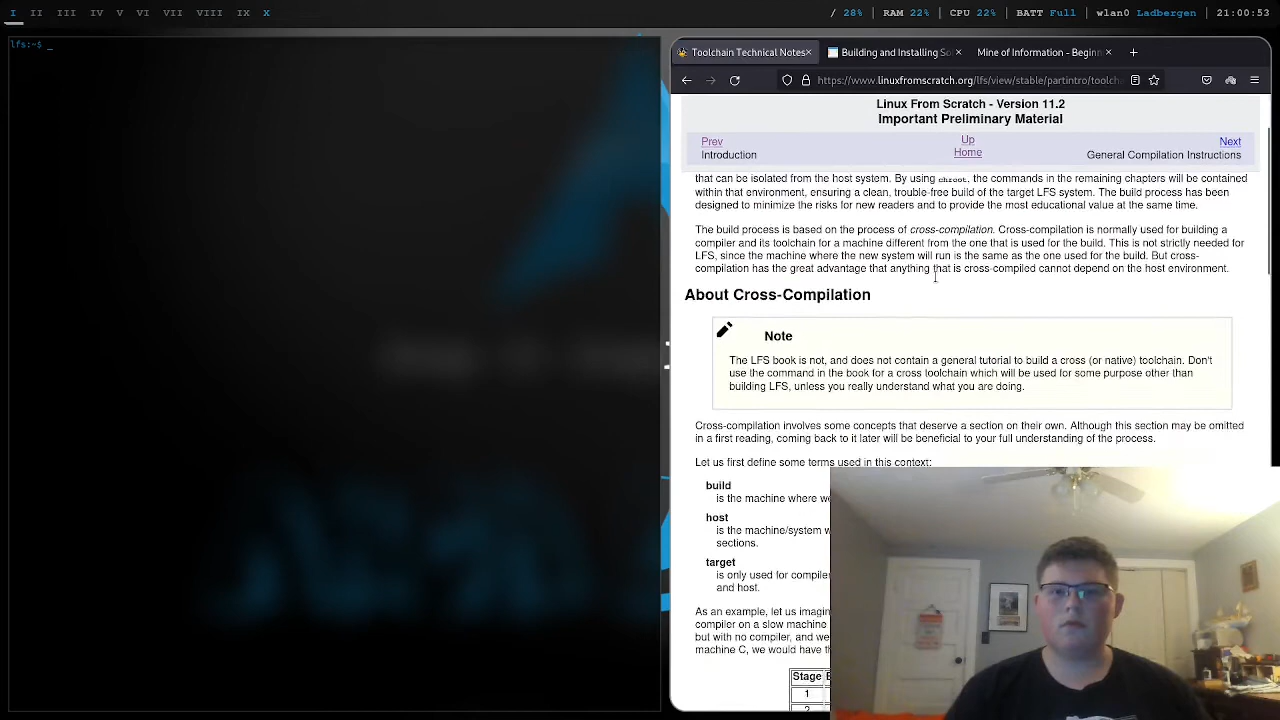 I II III IV V VI VII VIII IX X
/ 28% | RAM 22% | CPU 22% | BATT Full | wlan0 Ladbergen | 21:00:53
lfs:~$ _
Toolchain Technical Notes
Building and Installing So
Mine of Information - Beginn
https://www.linuxfromscratch.org/lfs/view/stable/partintro/toolch
Linux From Scratch - Version 11.2
Important Preliminary Material
Prev Up Next
Introduction Home General Compilation Instructions
that can be isolated from the host system. By using chroot, the commands in the remaining chapters will be contained
within that environment, ensuring a clean, trouble-free build of the target LFS system. The build process has been
designed to minimize the risks for new readers and to provide the most educational value at the same time.
The build process is based on the process of cross-compilation. Cross-compilation is normally used for building a
compiler and its toolchain for a machine different from the one that is used for the build. This is not strictly needed for
LFS, since the machine where the new system will run is the same as the one used for the build. But cross-
compilation has the great advantage that anything that is cross-compiled cannot depend on the host environment.
About Cross-Compilation
Note
The LFS book is not, and does not contain a general tutorial to build a cross (or native) toolchain. Don't
use the command in the book for a cross toolchain which will be used for some purpose other than
building LFS, unless you really understand what you are doing.
Cross-compilation involves some concepts that deserve a section on their own. Although this section may be omitted
in a first reading, coming back to it later will be beneficial to your full understanding of the process.
Let us first define some terms used in this context:
build
is the machine where we
host
is the machine/system w
sections.
target
is only used for compiler
and host.
As an example, let us imagin
compiler on a slow machine
but with no compiler, and we
machine C, we would have th
Stage
1